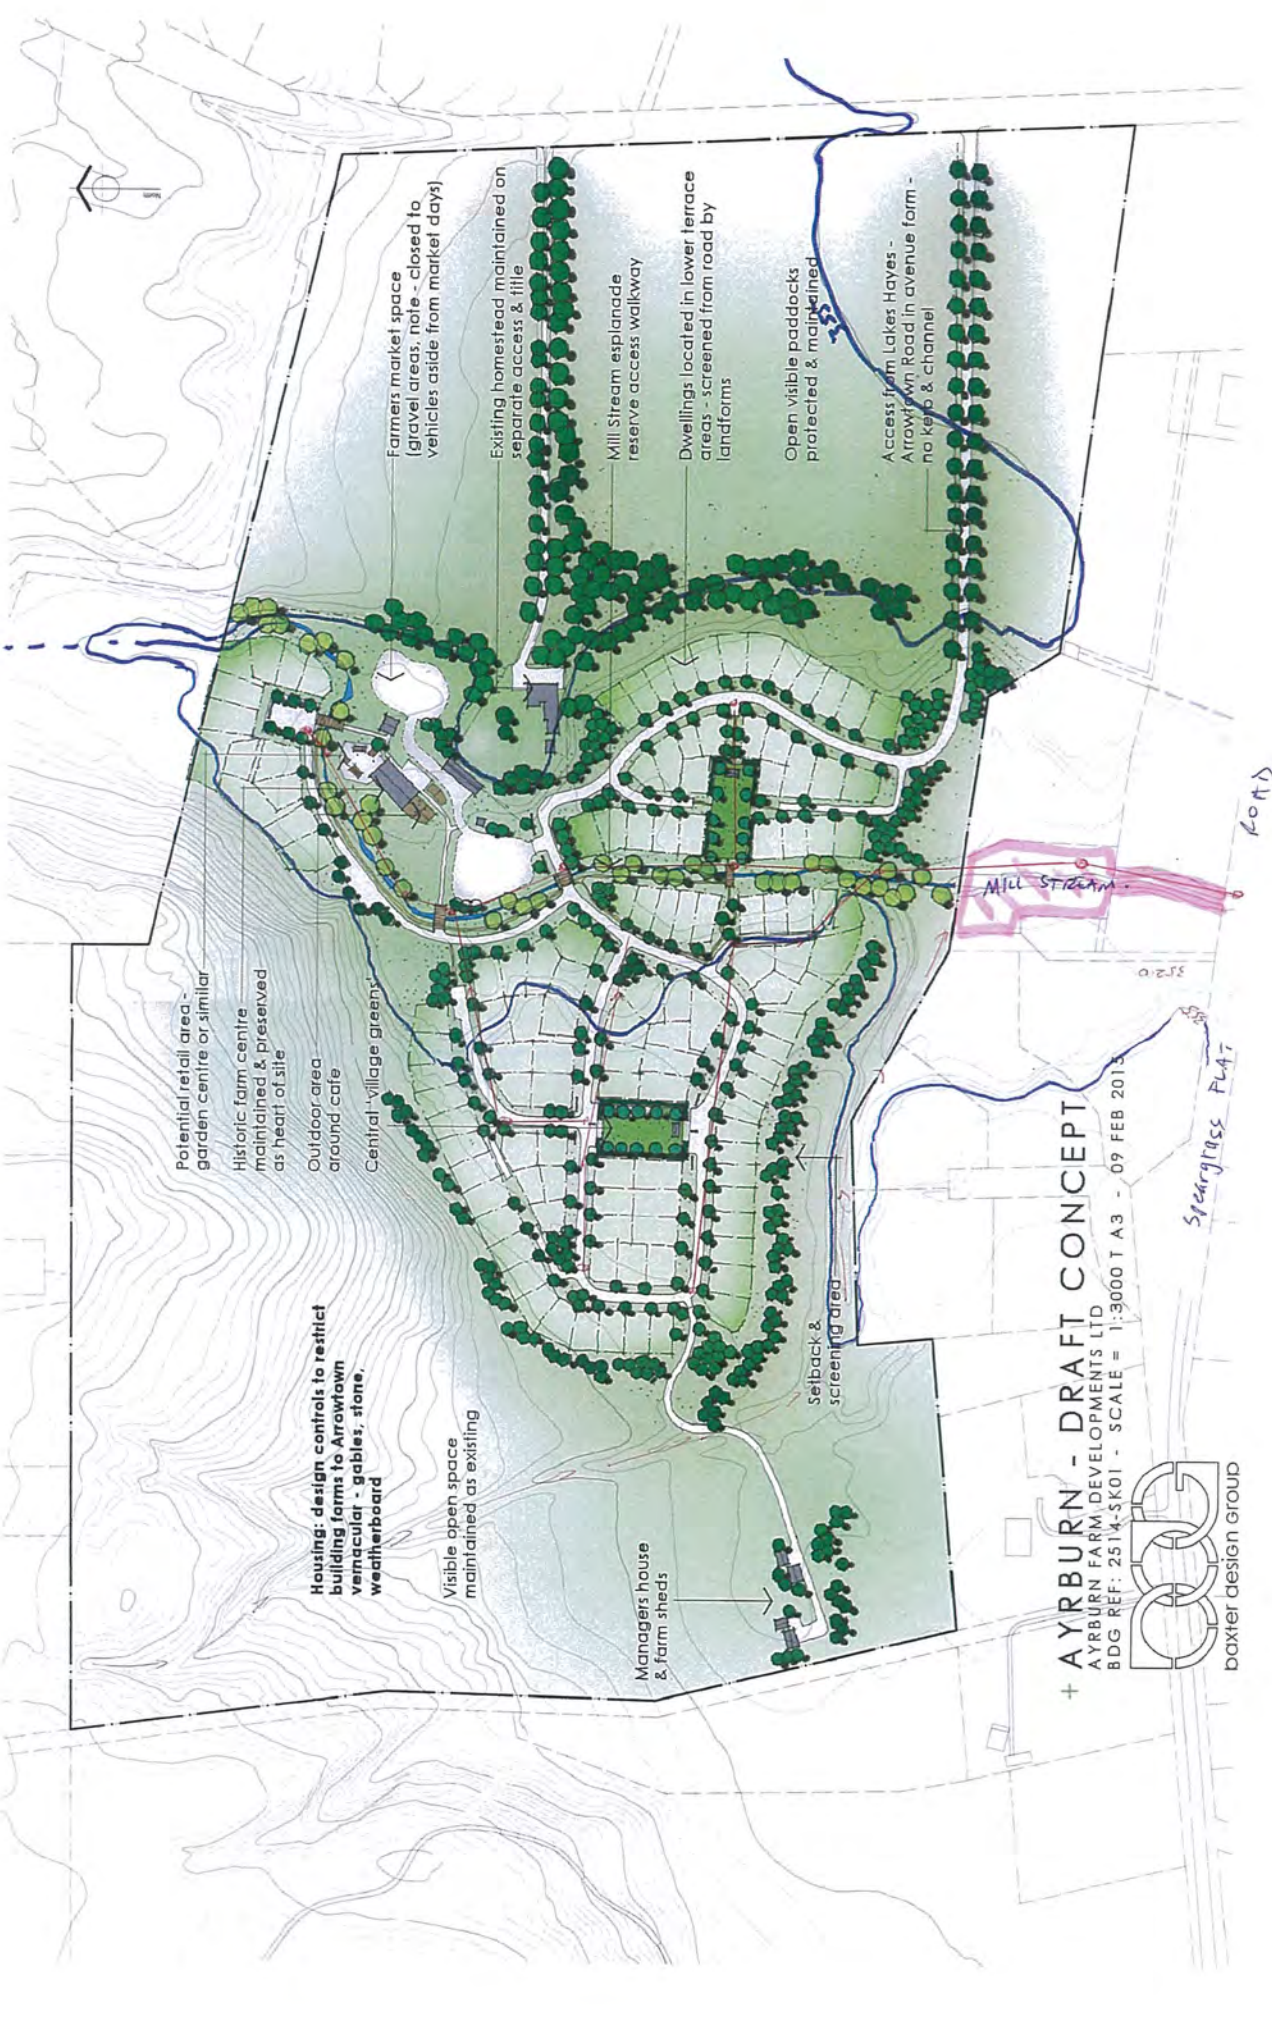 North
Farmers market space
(gravel areas, note - closed to
vehicles aside from market days)
Existing homestead maintained on
separate access & title
Mill Stream esplanade
reserve access walkway
Dwellings located in lower terrace
areas - screened from road by
landforms
Open visible paddocks
protected & maintained
355
Access from Lakes Hayes -
Arrowtown Road in avenue form -
no kerb & channel
Potential retail area -
garden centre or similar
Historic farm centre
maintained & preserved
as heart of site
Outdoor area
around cafe
Central 'village greens'
Housing: design controls to restrict
building forms to Arrowtown
vernacular - gables, stone,
weatherboard
Visible open space
maintained as existing
Managers house
& farm sheds
Setback &
screening area
MILL STREAM.
352.0
Speargrass FLAT
ROAD
+ AYRBURN - DRAFT CONCEPT
AYRBURN FARM DEVELOPMENTS LTD
BDG REF: 2514-SK01 - SCALE = 1:3000 T A3 - 09 FEB 2015
baxter design group